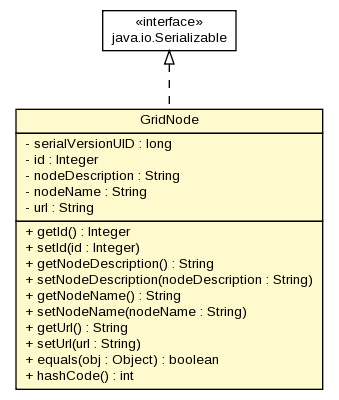 «interface»
java.io.Serializable
GridNode
- serialVersionUID : long
- id : Integer
- nodeDescription : String
- nodeName : String
- url : String
+ getId() : Integer
+ setId(id : Integer)
+ getNodeDescription() : String
+ setNodeDescription(nodeDescription : String)
+ getNodeName() : String
+ setNodeName(nodeName : String)
+ getUrl() : String
+ setUrl(url : String)
+ equals(obj : Object) : boolean
+ hashCode() : int